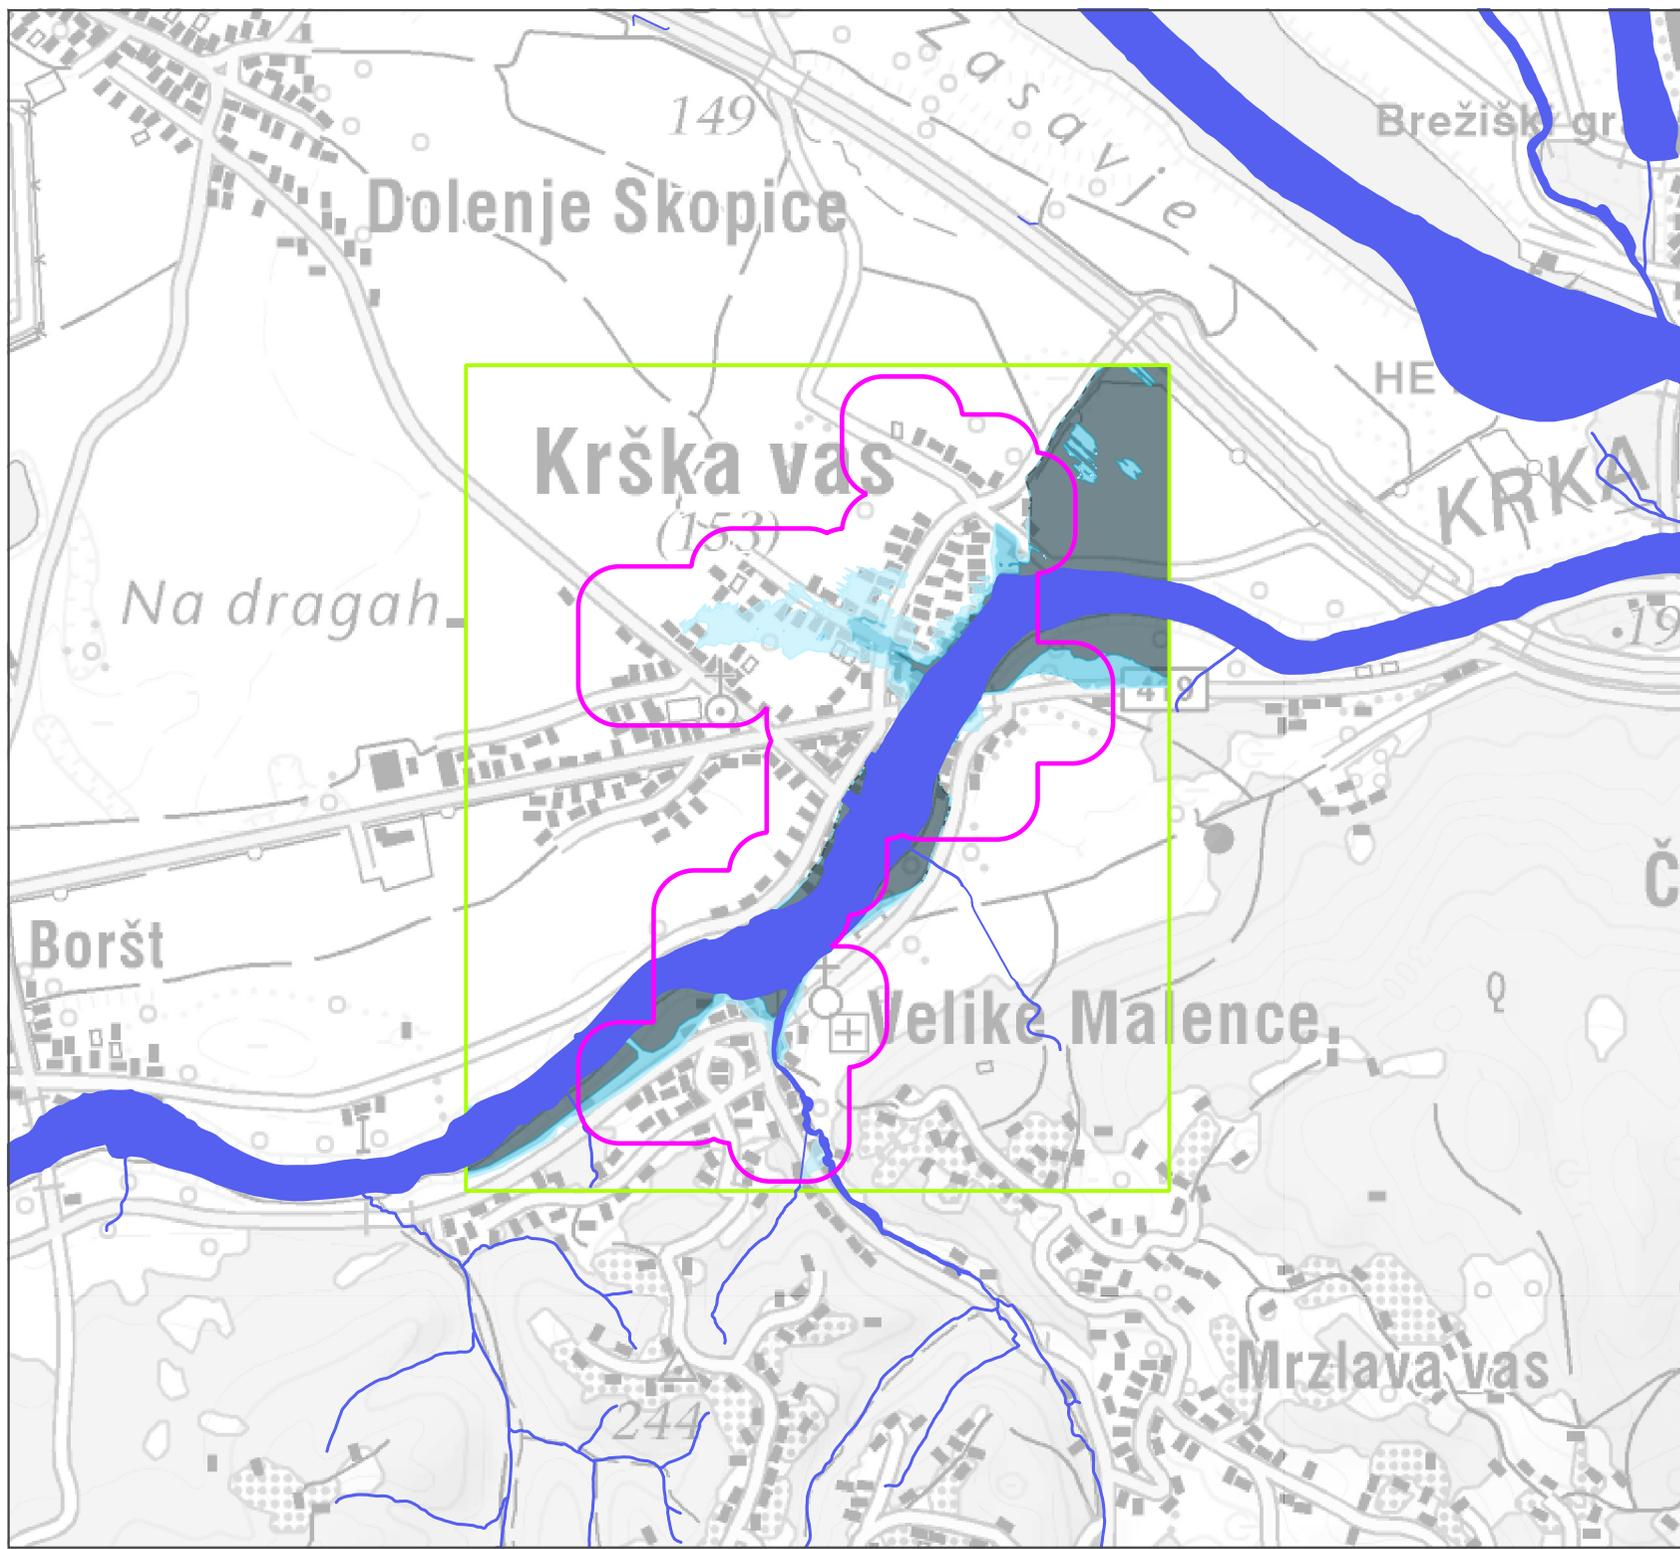 Zasavje
149
Brežiški gr
Dolenje Skopice
HE
Krška vas
KRKA
(153)
Na dragah
19
419
Č
Boršt
Velike Malence
Mrzlava vas
244